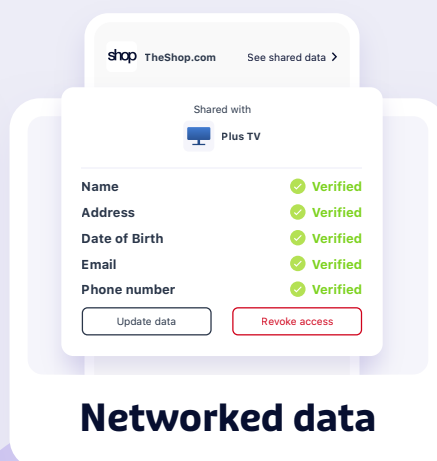 shop TheShop.com See shared data
Shared with
Plus TV
Name Verified
Address Verified
Date of Birth Verified
Email Verified
Phone number Verified
Update data Revoke access
Networked data